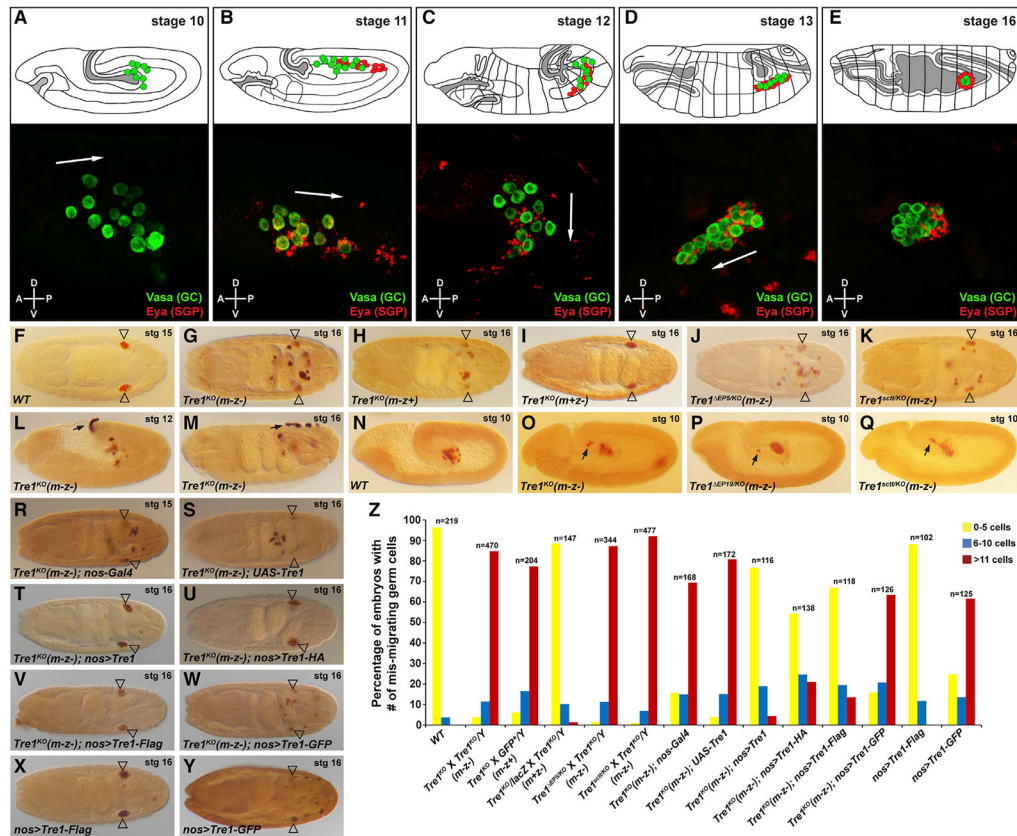 A stage 10
B stage 11
C stage 12
D stage 13
E stage 16
D
A P
V
Vasa (GC)
Eya (SGP)
D
A P
V
Vasa (GC)
Eya (SGP)
D
A P
V
Vasa (GC)
Eya (SGP)
D
A P
V
Vasa (GC)
Eya (SGP)
D
A P
V
Vasa (GC)
Eya (SGP)
F stg 15
WT
G stg 16
Tre1KO(m-z-)
H stg 16
Tre1KO(m-z+)
I stg 16
Tre1KO(m+z-)
J stg 16
Tre1ΔEP5/KO(m-z-)
K stg 16
Tre1sctt/KO(m-z-)
L stg 12
Tre1KO(m-z-)
M stg 16
Tre1KO(m-z-)
N stg 10
WT
O stg 10
Tre1KO(m-z-)
P stg 10
Tre1ΔEP19/KO(m-z-)
Q stg 10
Tre1sctt/KO(m-z-)
R stg 15
Tre1KO(m-z-); nos-Gal4
S stg 16
Tre1KO(m-z-); UAS-Tre1
T stg 16
Tre1KO(m-z-); nos>Tre1
U stg 16
Tre1KO(m-z-); nos>Tre1-HA
V stg 16
Tre1KO(m-z-); nos>Tre1-Flag
W stg 16
Tre1KO(m-z-); nos>Tre1-GFP
X stg 16
nos>Tre1-Flag
Y stg 16
nos>Tre1-GFP
Z
Percentage of embryos with
# of mis-migrating germ cells
100
90
80
70
60
50
40
30
20
10
0
n=219
n=470
n=204
n=147
n=344
n=477
n=168
n=172
n=116
n=138
n=118
n=126
n=102
n=125
0-5 cells
6-10 cells
>11 cells
WT
Tre1KO X Tre1KO/Y
(m-z-)
Tre1KO X GFP*/Y
(m-z+)
Tre1KO/lacZ X Tre1KO/Y
(m+z-)
Tre1ΔEP5/KO X Tre1KO/Y
(m-z-)
Tre1sctt/KO X Tre1KO/Y
(m-z-)
Tre1KO(m-z-); nos-Gal4
Tre1KO(m-z-); UAS-Tre1
Tre1KO(m-z-); nos>Tre1
Tre1KO(m-z-); nos>Tre1-HA
Tre1KO(m-z-); nos>Tre1-Flag
Tre1KO(m-z-); nos>Tre1-GFP
nos>Tre1-Flag
nos>Tre1-GFP